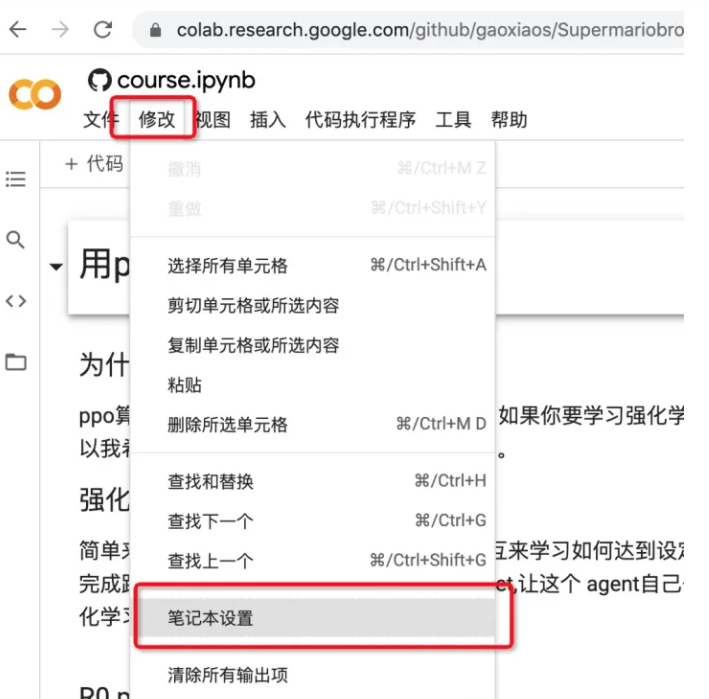 colab.research.google.com/github/gaoxiaos/Supermariobro
course.ipynb
文件 修改 视图 插入 代码执行程序 工具 帮助
+ 代码
撤消 ⌘/Ctrl+M Z
重做 ⌘/Ctrl+Shift+Y
用p
选择所有单元格 ⌘/Ctrl+Shift+A
剪切单元格或所选内容
复制单元格或所选内容
为什
粘贴
ppo算 如果你要学习强化学
删除所选单元格 ⌘/Ctrl+M D
以我希 。
查找和替换 ⌘/Ctrl+H
强化
查找下一个 ⌘/Ctrl+G
简单来 互来学习如何达到设定
查找上一个 ⌘/Ctrl+Shift+G
完成路 et,让这个 agent自己
化学习
笔记本设置
清除所有输出项